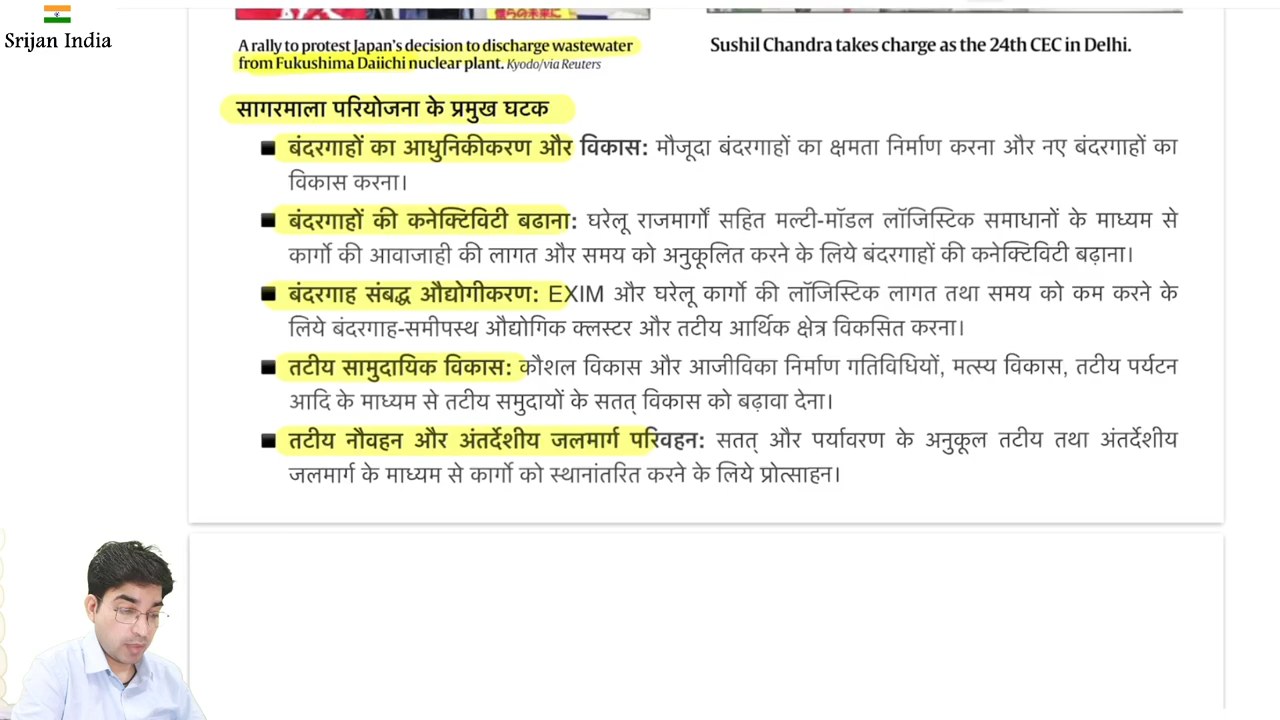 Srijan India
A rally to protest Japan's decision to discharge wastewater
from Fukushima Daiichi nuclear plant. Kyodo/via Reuters
Sushil Chandra takes charge as the 24th CEC in Delhi.
सागरमाला परियोजना के प्रमुख घटक
बंदरगाहों का आधुनिकीकरण और विकास: मौजूदा बंदरगाहों का क्षमता निर्माण करना और नए बंदरगाहों का
विकास करना।
बंदरगाहों की कनेक्टिविटी बढाना: घरेलू राजमार्गों सहित मल्टी-मॉडल लॉजिस्टिक समाधानों के माध्यम से
कार्गो की आवाजाही की लागत और समय को अनुकूलित करने के लिये बंदरगाहों की कनेक्टिविटी बढ़ाना।
बंदरगाह संबद्ध औद्योगीकरण: EXIM और घरेलू कार्गो की लॉजिस्टिक लागत तथा समय को कम करने के
लिये बंदरगाह-समीपस्थ औद्योगिक क्लस्टर और तटीय आर्थिक क्षेत्र विकसित करना।
तटीय सामुदायिक विकास: कौशल विकास और आजीविका निर्माण गतिविधियों, मत्स्य विकास, तटीय पर्यटन
आदि के माध्यम से तटीय समुदायों के सतत् विकास को बढ़ावा देना।
तटीय नौवहन और अंतर्देशीय जलमार्ग परिवहन: सतत् और पर्यावरण के अनुकूल तटीय तथा अंतर्देशीय
जलमार्ग के माध्यम से कार्गो को स्थानांतरित करने के लिये प्रोत्साहन।